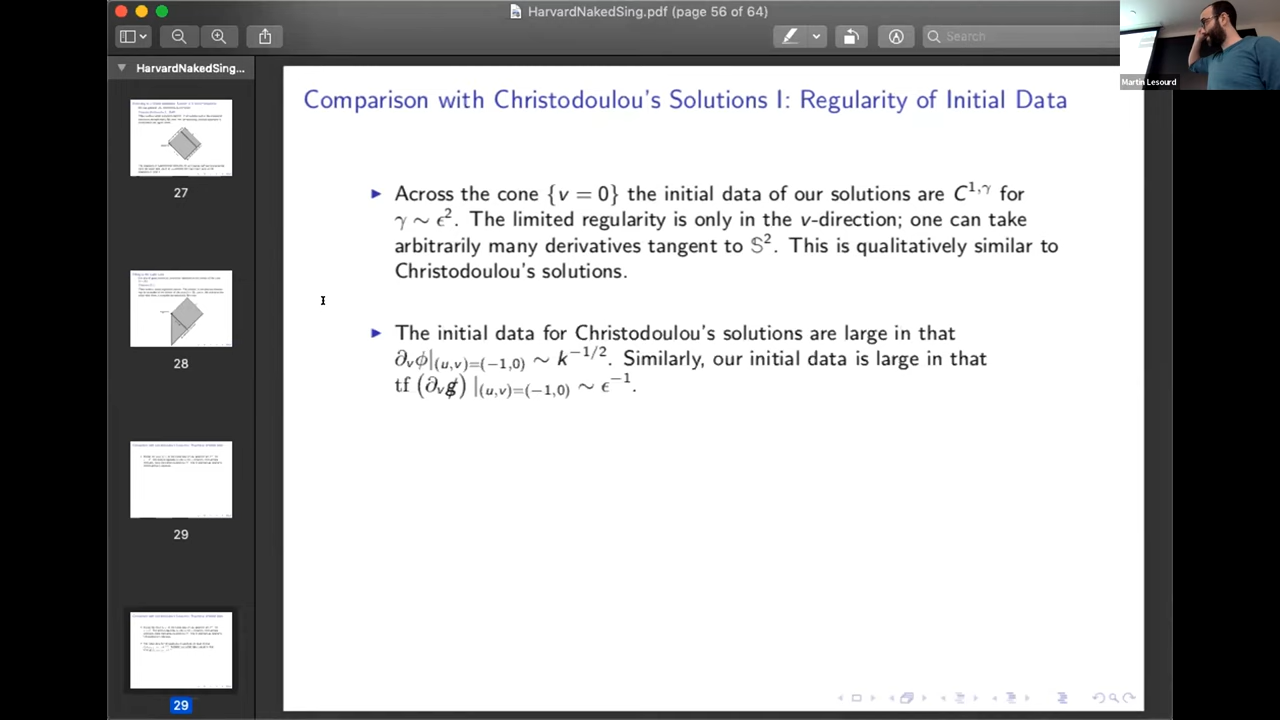 HarvardNakedSing.pdf (page 56 of 64)
Search
HarvardNakedSing...
27
28
29
29
Comparison with Christodoulou's Solutions I: Regularity of Initial Data
▶ Across the cone {v = 0} the initial data of our solutions are C^{1,γ} for
γ ∼ ϵ². The limited regularity is only in the v-direction; one can take
arbitrarily many derivatives tangent to 𝕊². This is qualitatively similar to
Christodoulou's solutions.
▶ The initial data for Christodoulou's solutions are large in that
∂_vϕ|_{(u,v)=(−1,0)} ∼ k^{−1/2}. Similarly, our initial data is large in that
tf (∂_v g̸) |_{(u,v)=(−1,0)} ∼ ϵ^{−1}.
Martin Lesourd